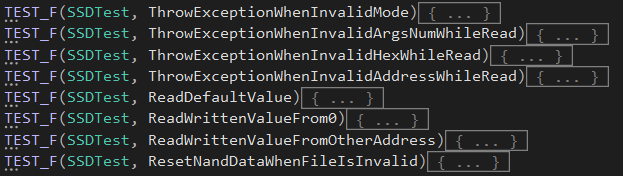 TEST_F(SSDTest, ThrowExceptionWhenInvalidMode){ ... }
TEST_F(SSDTest, ThrowExceptionWhenInvalidArgsNumWhileRead){ ... }
TEST_F(SSDTest, ThrowExceptionWhenInvalidHexWhileRead){ ... }
TEST_F(SSDTest, ThrowExceptionWhenInvalidAddressWhileRead){ ... }
TEST_F(SSDTest, ReadDefaultValue){ ... }
TEST_F(SSDTest, ReadWrittenValueFrom0){ ... }
TEST_F(SSDTest, ReadWrittenValueFromOtherAddress){ ... }
TEST_F(SSDTest, ResetNandDataWhenFileIsInvalid){ ... }